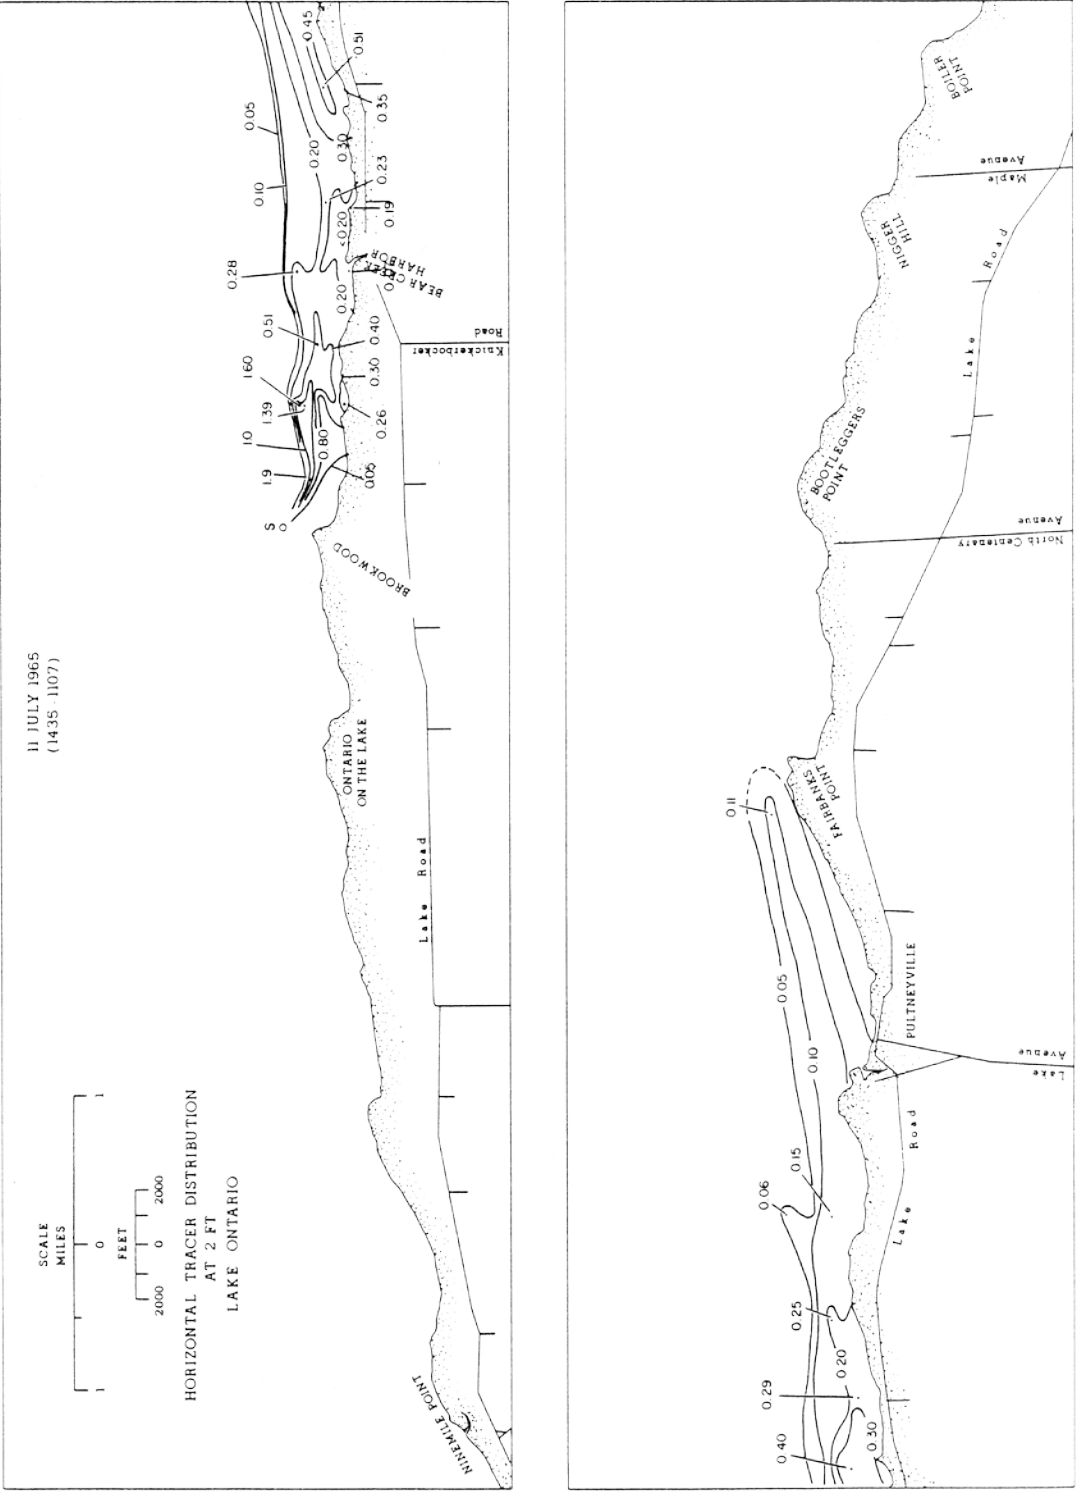 11 JULY 1965
(1435 - 1107)
SCALE
MILES
1 0 1
FEET
2000 0 2000
HORIZONTAL TRACER DISTRIBUTION
AT 2 FT
LAKE ONTARIO
NINEMILE POINT
Lake Road
ONTARIO
ON THE LAKE
BROOKWOOD
S
1.9
1.0
1.39
1.60
0.51
0.28
0.10
0.05
0.80
0.05
0.26
0.30
0.40
0.20
0.20
0.20
0.19
0.23
0.30
0.35
0.45
0.51
BEAR CREEK
HARBOR
Knickerbocker
Road
0.40
0.29
0.25
0.06
0.30
0.20
0.15
0.10
0.05
0.11
Lake Road
Lake
Avenue
PULTNEYVILLE
FAIRBANKS
POINT
North Centenary
Avenue
BOOTLEGGERS
POINT
Lake Road
NIGGER
HILL
Maple
Avenue
BOILER
POINT